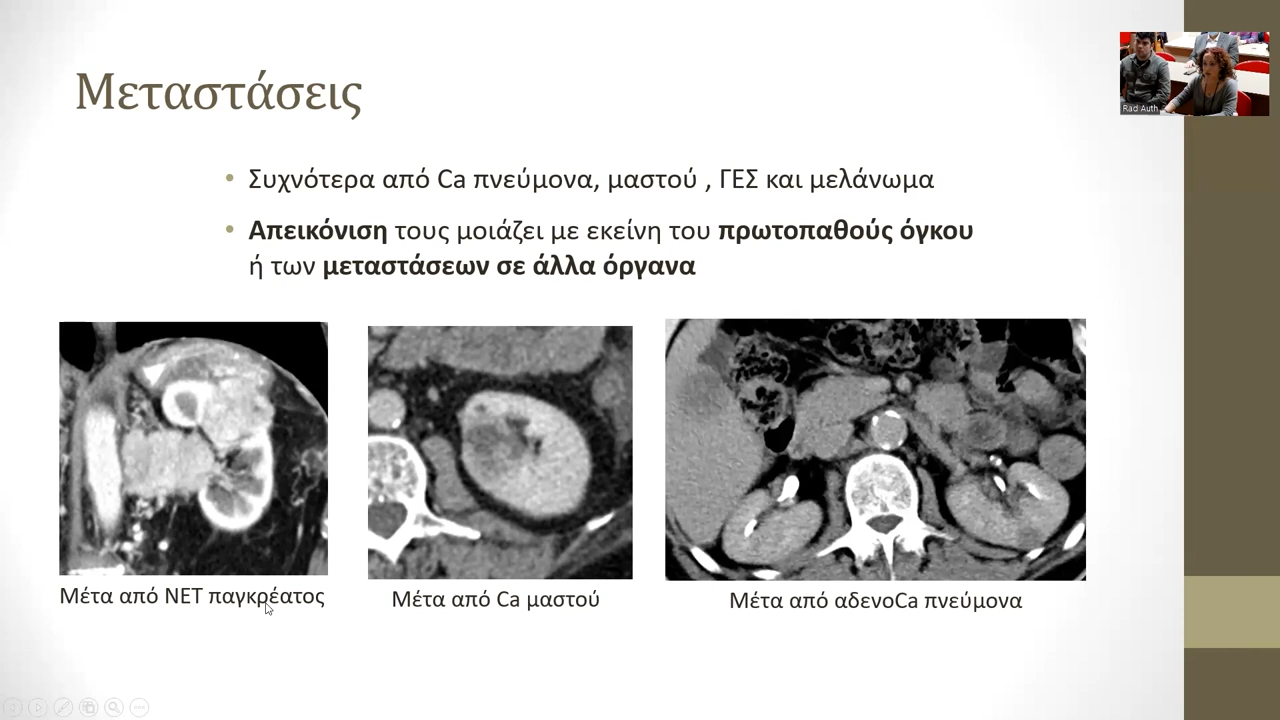 Μεταστάσεις
Rad Auth
• Συχνότερα από Ca πνεύμονα, μαστού , ΓΕΣ και μελάνωμα
• Απεικόνιση τους μοιάζει με εκείνη του πρωτοπαθούς όγκου
ή των μεταστάσεων σε άλλα όργανα
Μέτα από ΝΕΤ παγκρέατος
Μέτα από Ca μαστού
Μέτα από αδενοCa πνεύμονα